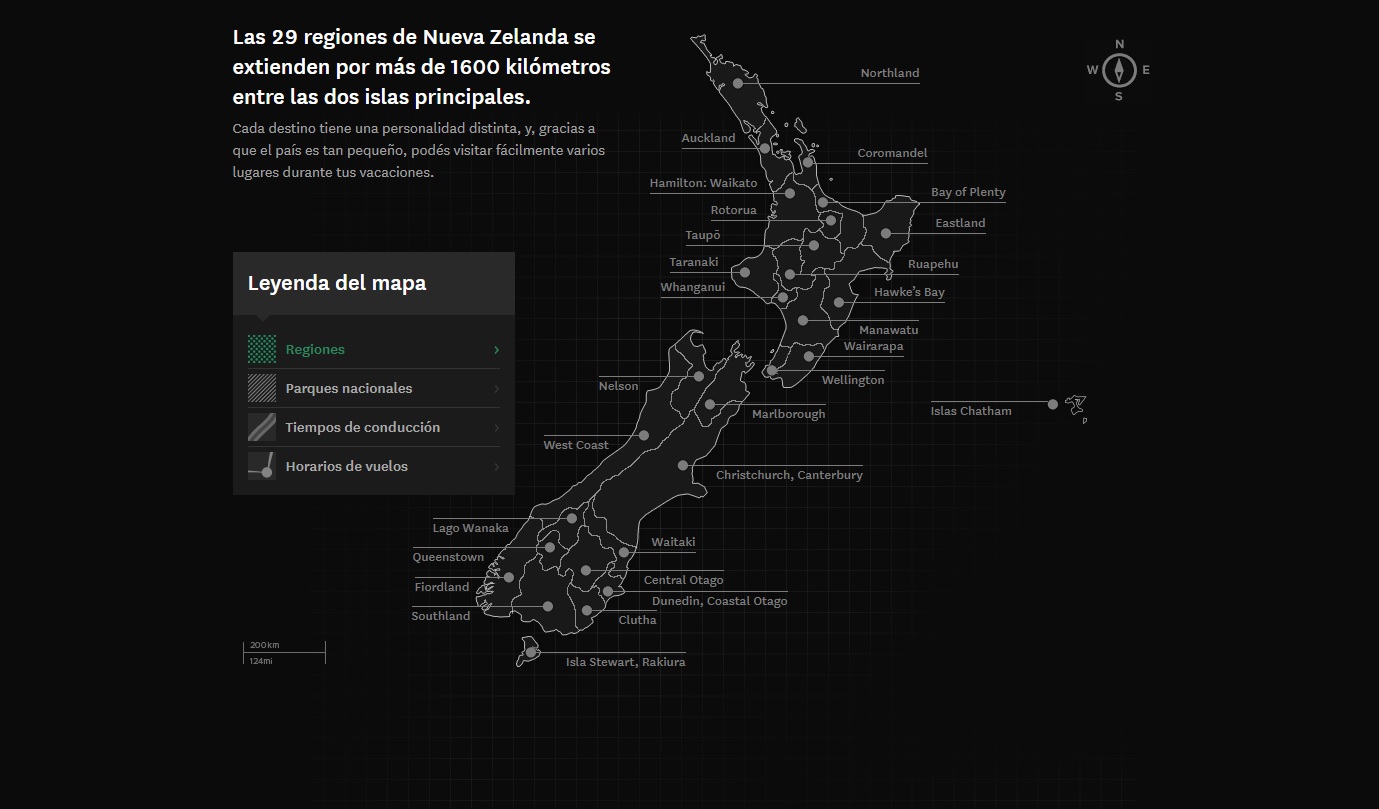 Las 29 regiones de Nueva Zelanda se
extienden por más de 1600 kilómetros
entre las dos islas principales.
Cada destino tiene una personalidad distinta, y, gracias a
que el país es tan pequeño, podés visitar fácilmente varios
lugares durante tus vacaciones.
N
W
E
S
Northland
Auckland
Coromandel
Hamilton: Waikato
Bay of Plenty
Rotorua
Eastland
Taupō
Taranaki
Ruapehu
Whanganui
Hawke's Bay
Manawatu
Wairarapa
Wellington
Leyenda del mapa
Regiones
Parques nacionales
Tiempos de conducción
Horarios de vuelos
Nelson
Marlborough
Islas Chatham
West Coast
Christchurch, Canterbury
Lago Wanaka
Waitaki
Queenstown
Central Otago
Fiordland
Dunedin, Coastal Otago
Southland
Clutha
200km
124mi
Isla Stewart, Rakiura